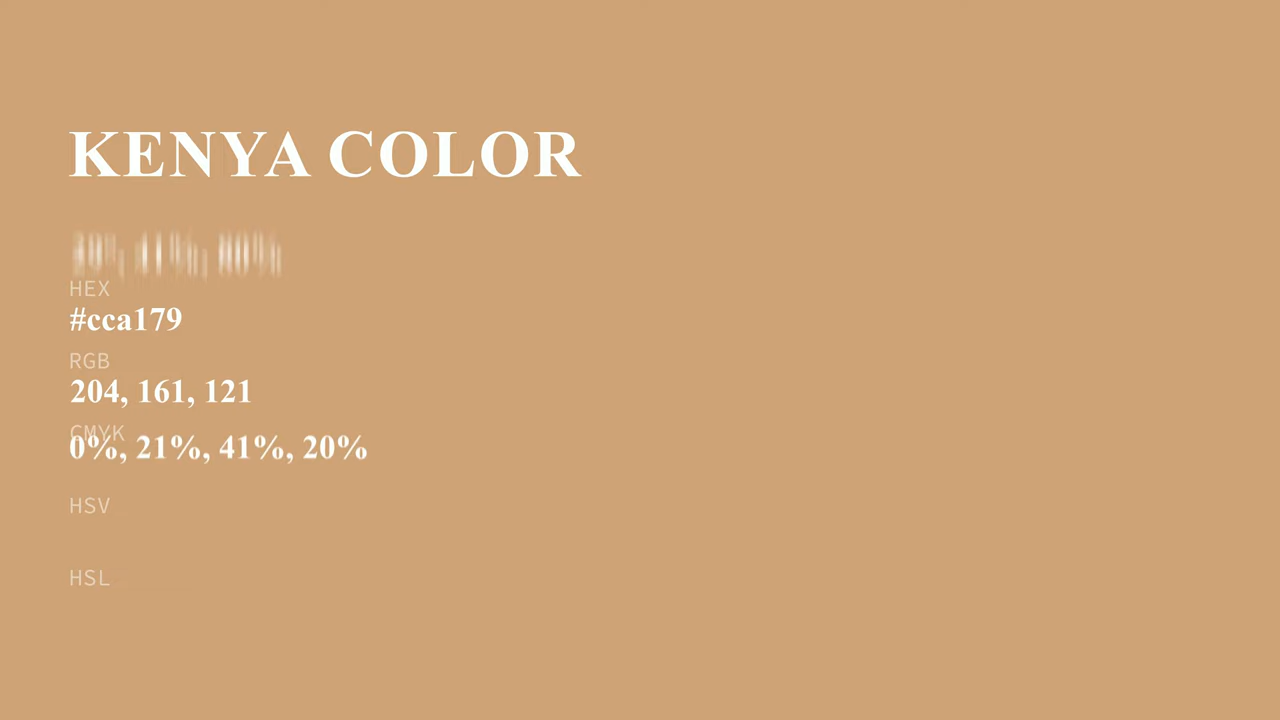 KENYA COLOR
HEX
#cca179
RGB
204, 161, 121
CMYK
0%, 21%, 41%, 20%
HSV
HSL